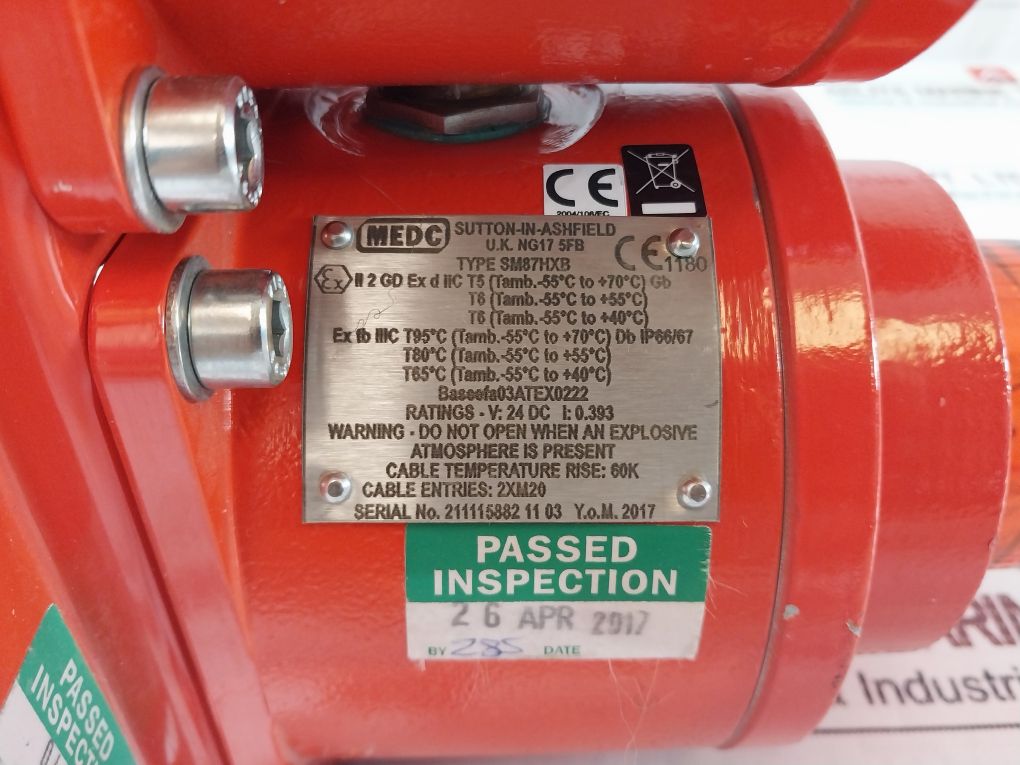 CE
2004/108/EC
MEDC SUTTON-IN-ASHFIELD
U.K. NG17 5FB
TYPE SM87HXB CE 1180
Ex II 2 GD Ex d IIC T5 (Tamb.-55°C to +70°C) Gb
T6 (Tamb.-55°C to +55°C)
T6 (Tamb.-55°C to +40°C)
Ex tb IIIC T95°C (Tamb.-55°C to +70°C) Db IP66/67
T80°C (Tamb.-55°C to +55°C)
T65°C (Tamb.-55°C to +40°C)
Baseefa03ATEX0222
RATINGS - V: 24 DC I: 0.393
WARNING - DO NOT OPEN WHEN AN EXPLOSIVE
ATMOSPHERE IS PRESENT
CABLE TEMPERATURE RISE: 60K
CABLE ENTRIES: 2XM20
SERIAL No. 211115882 11 03 Y.o.M. 2017
PASSED
INSPECTION
26 APR 2017
BY 285 DATE
PASSED
INSPECT
ARIN
Industri